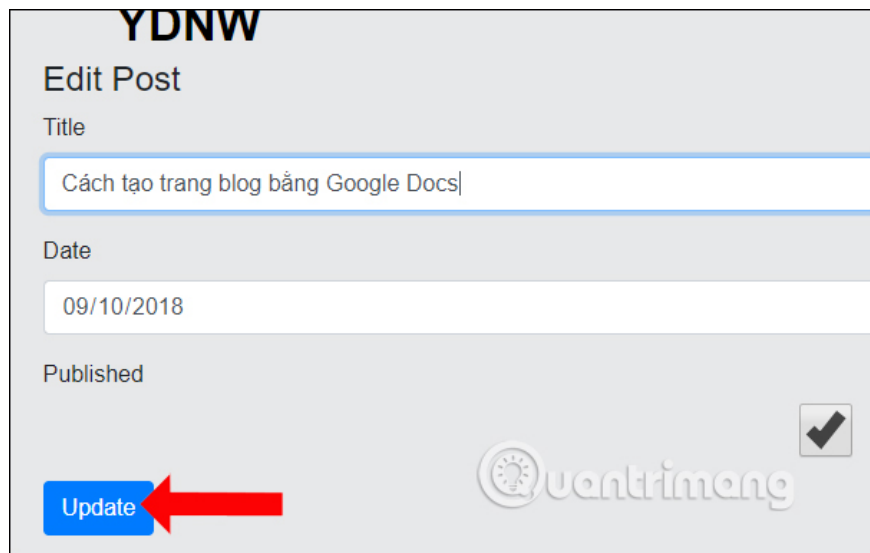 YDNW
Edit Post
Title
Cách tạo trang blog bằng Google Docs
Date
09/10/2018
Published
Quantrimang
Update